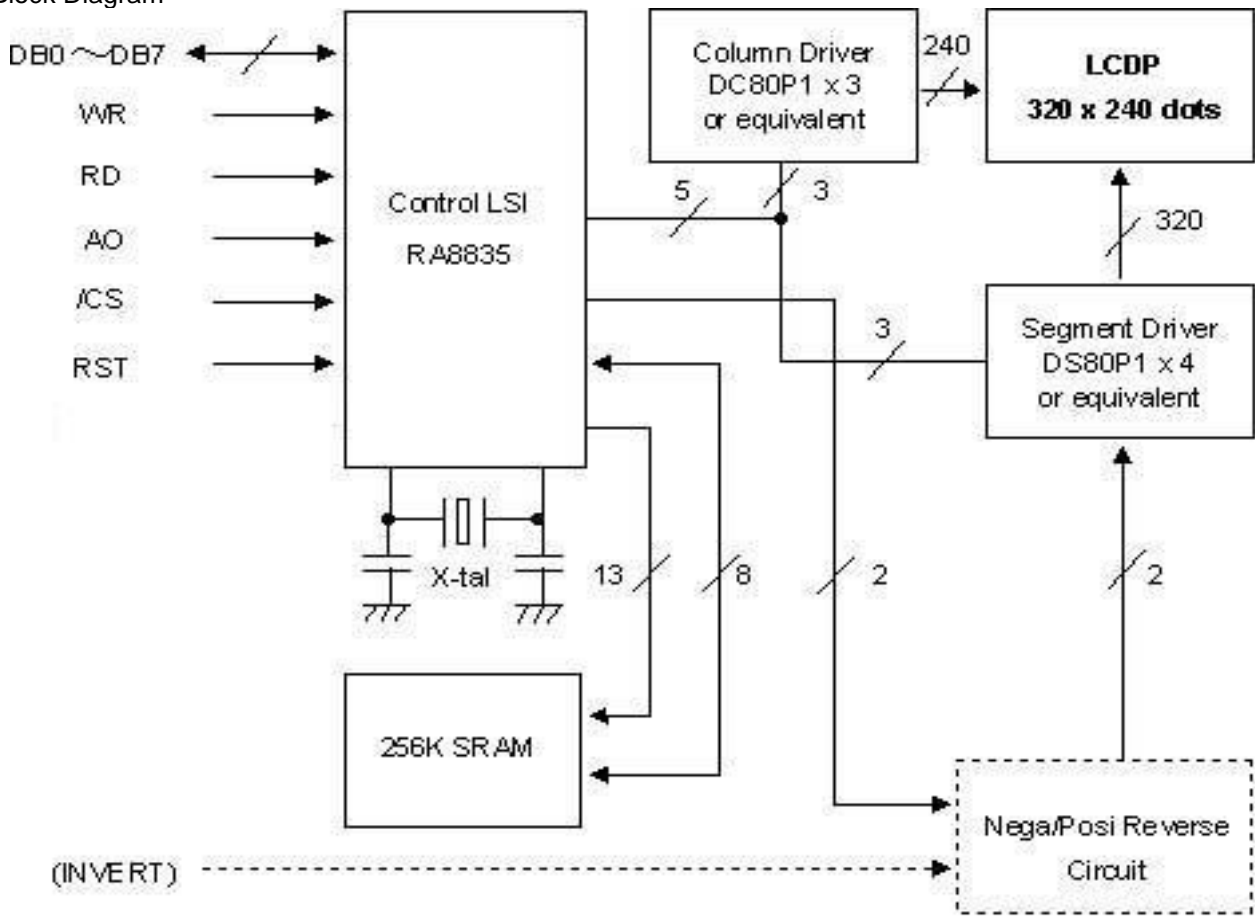 Block Diagram
DB0～DB7
WR
RD
AO
/CS
RST
Control LSI
RA8835
Column Driver
DC80P1 x 3
or equivalent
240
LCDP
320 x 240 dots
5
3
320
3
Segment Driver
DS80P1 x 4
or equivalent
X-tal
13
8
2
2
256K SRAM
Nega/Posi Reverse
Circuit
(INVERT)